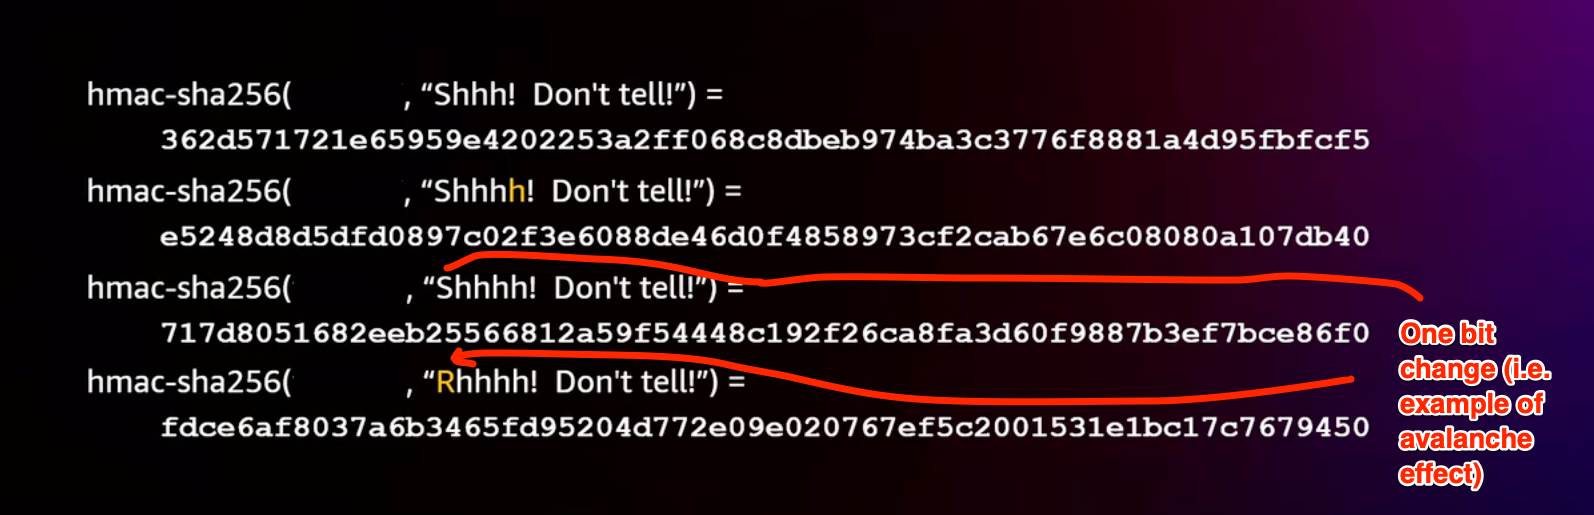 hmac-sha256( , “Shhh!  Don't tell!”) =
362d571721e65959e4202253a2ff068c8dbeb974ba3c3776f8881a4d95fbfcf5
hmac-sha256( , “Shhhh!  Don't tell!”) =
e5248d8d5dfd0897c02f3e6088de46d0f4858973cf2cab67e6c08080a107db40
hmac-sha256( , “Shhhh!  Don't tell!”) =
717d8051682eeb25566812a59f54448c192f26ca8fa3d60f9887b3ef7bce86f0
hmac-sha256( , “Rhhhh!  Don't tell!”) =
fdce6af8037a6b3465fd95204d772e09e020767ef5c2001531e1bc17c7679450
One bit
change (i.e.
example of
avalanche
effect)